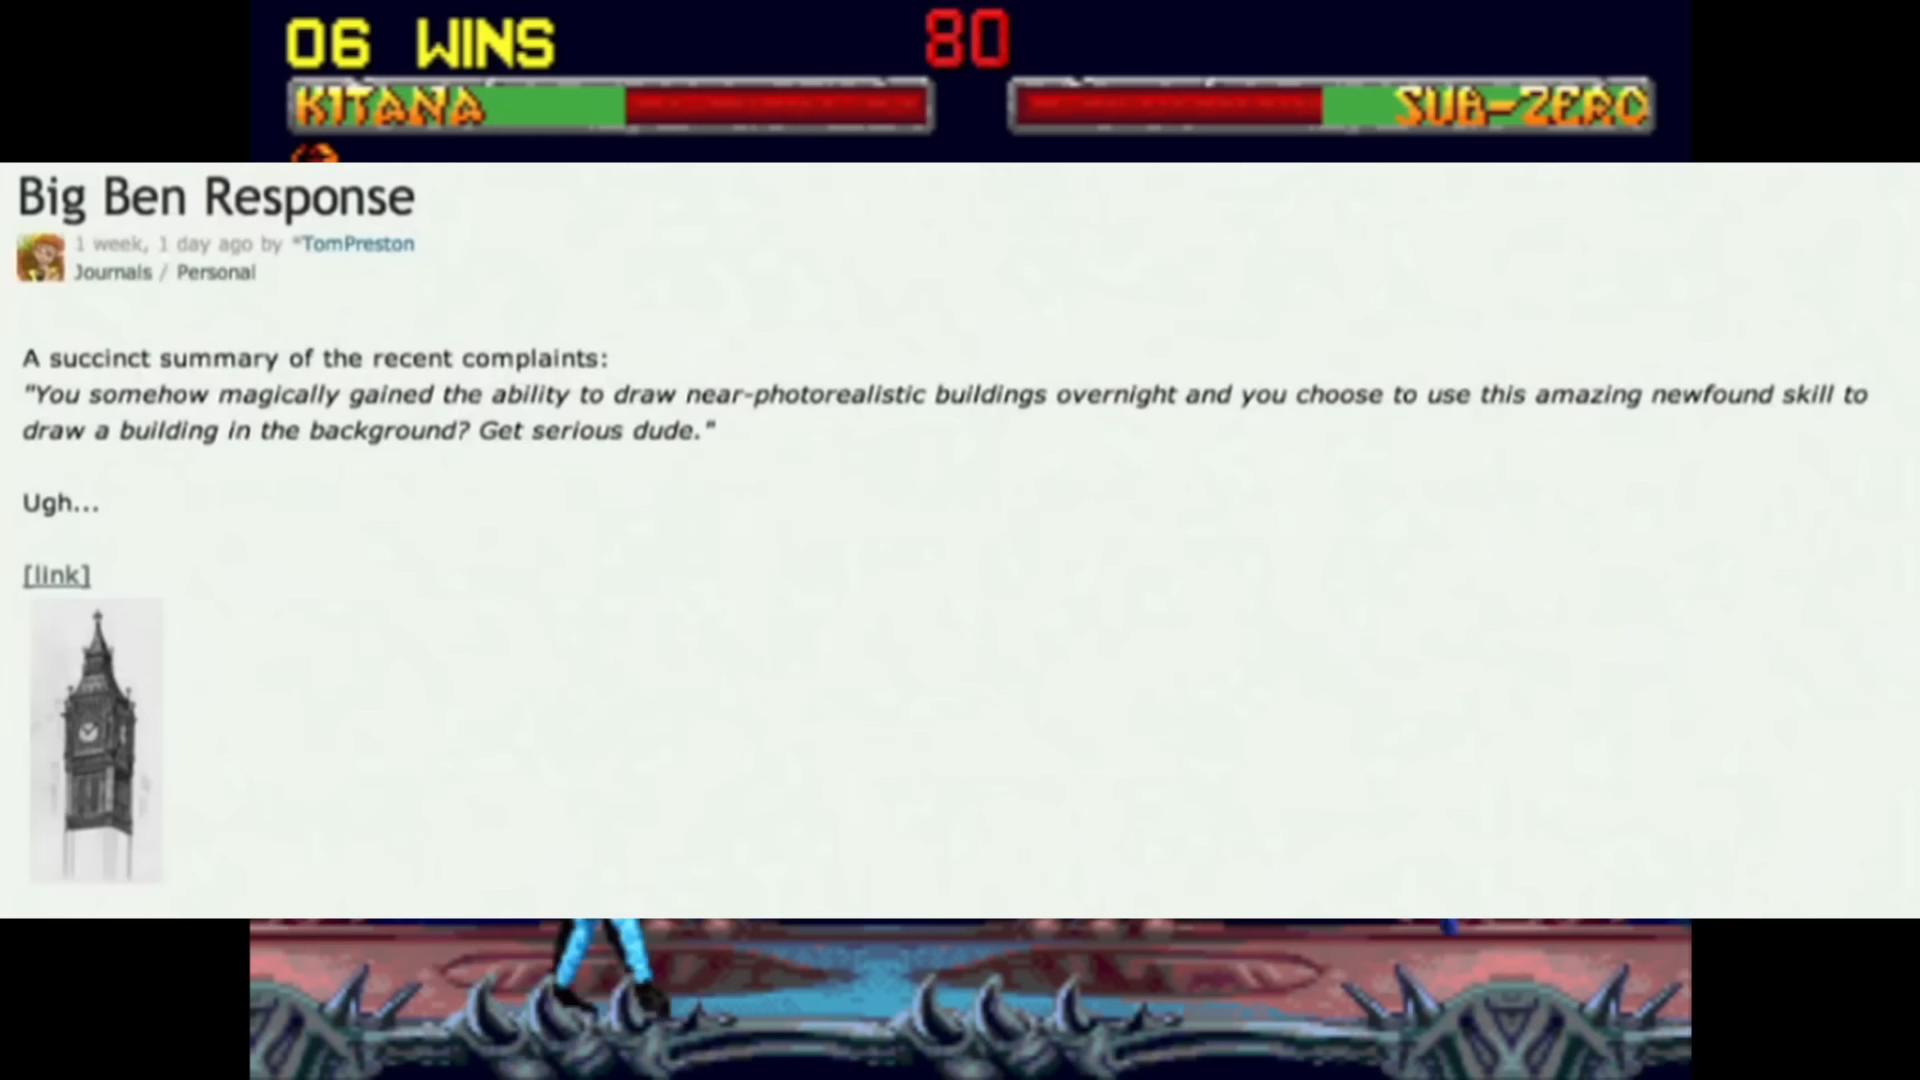 06 WINS
80
KITANA
SUB-ZERO
Big Ben Response
1 week, 1 day ago by *TomPreston
Journals / Personal
A succinct summary of the recent complaints:
"You somehow magically gained the ability to draw near-photorealistic buildings overnight and you choose to use this amazing newfound skill to
draw a building in the background? Get serious dude."
Ugh...
[link]